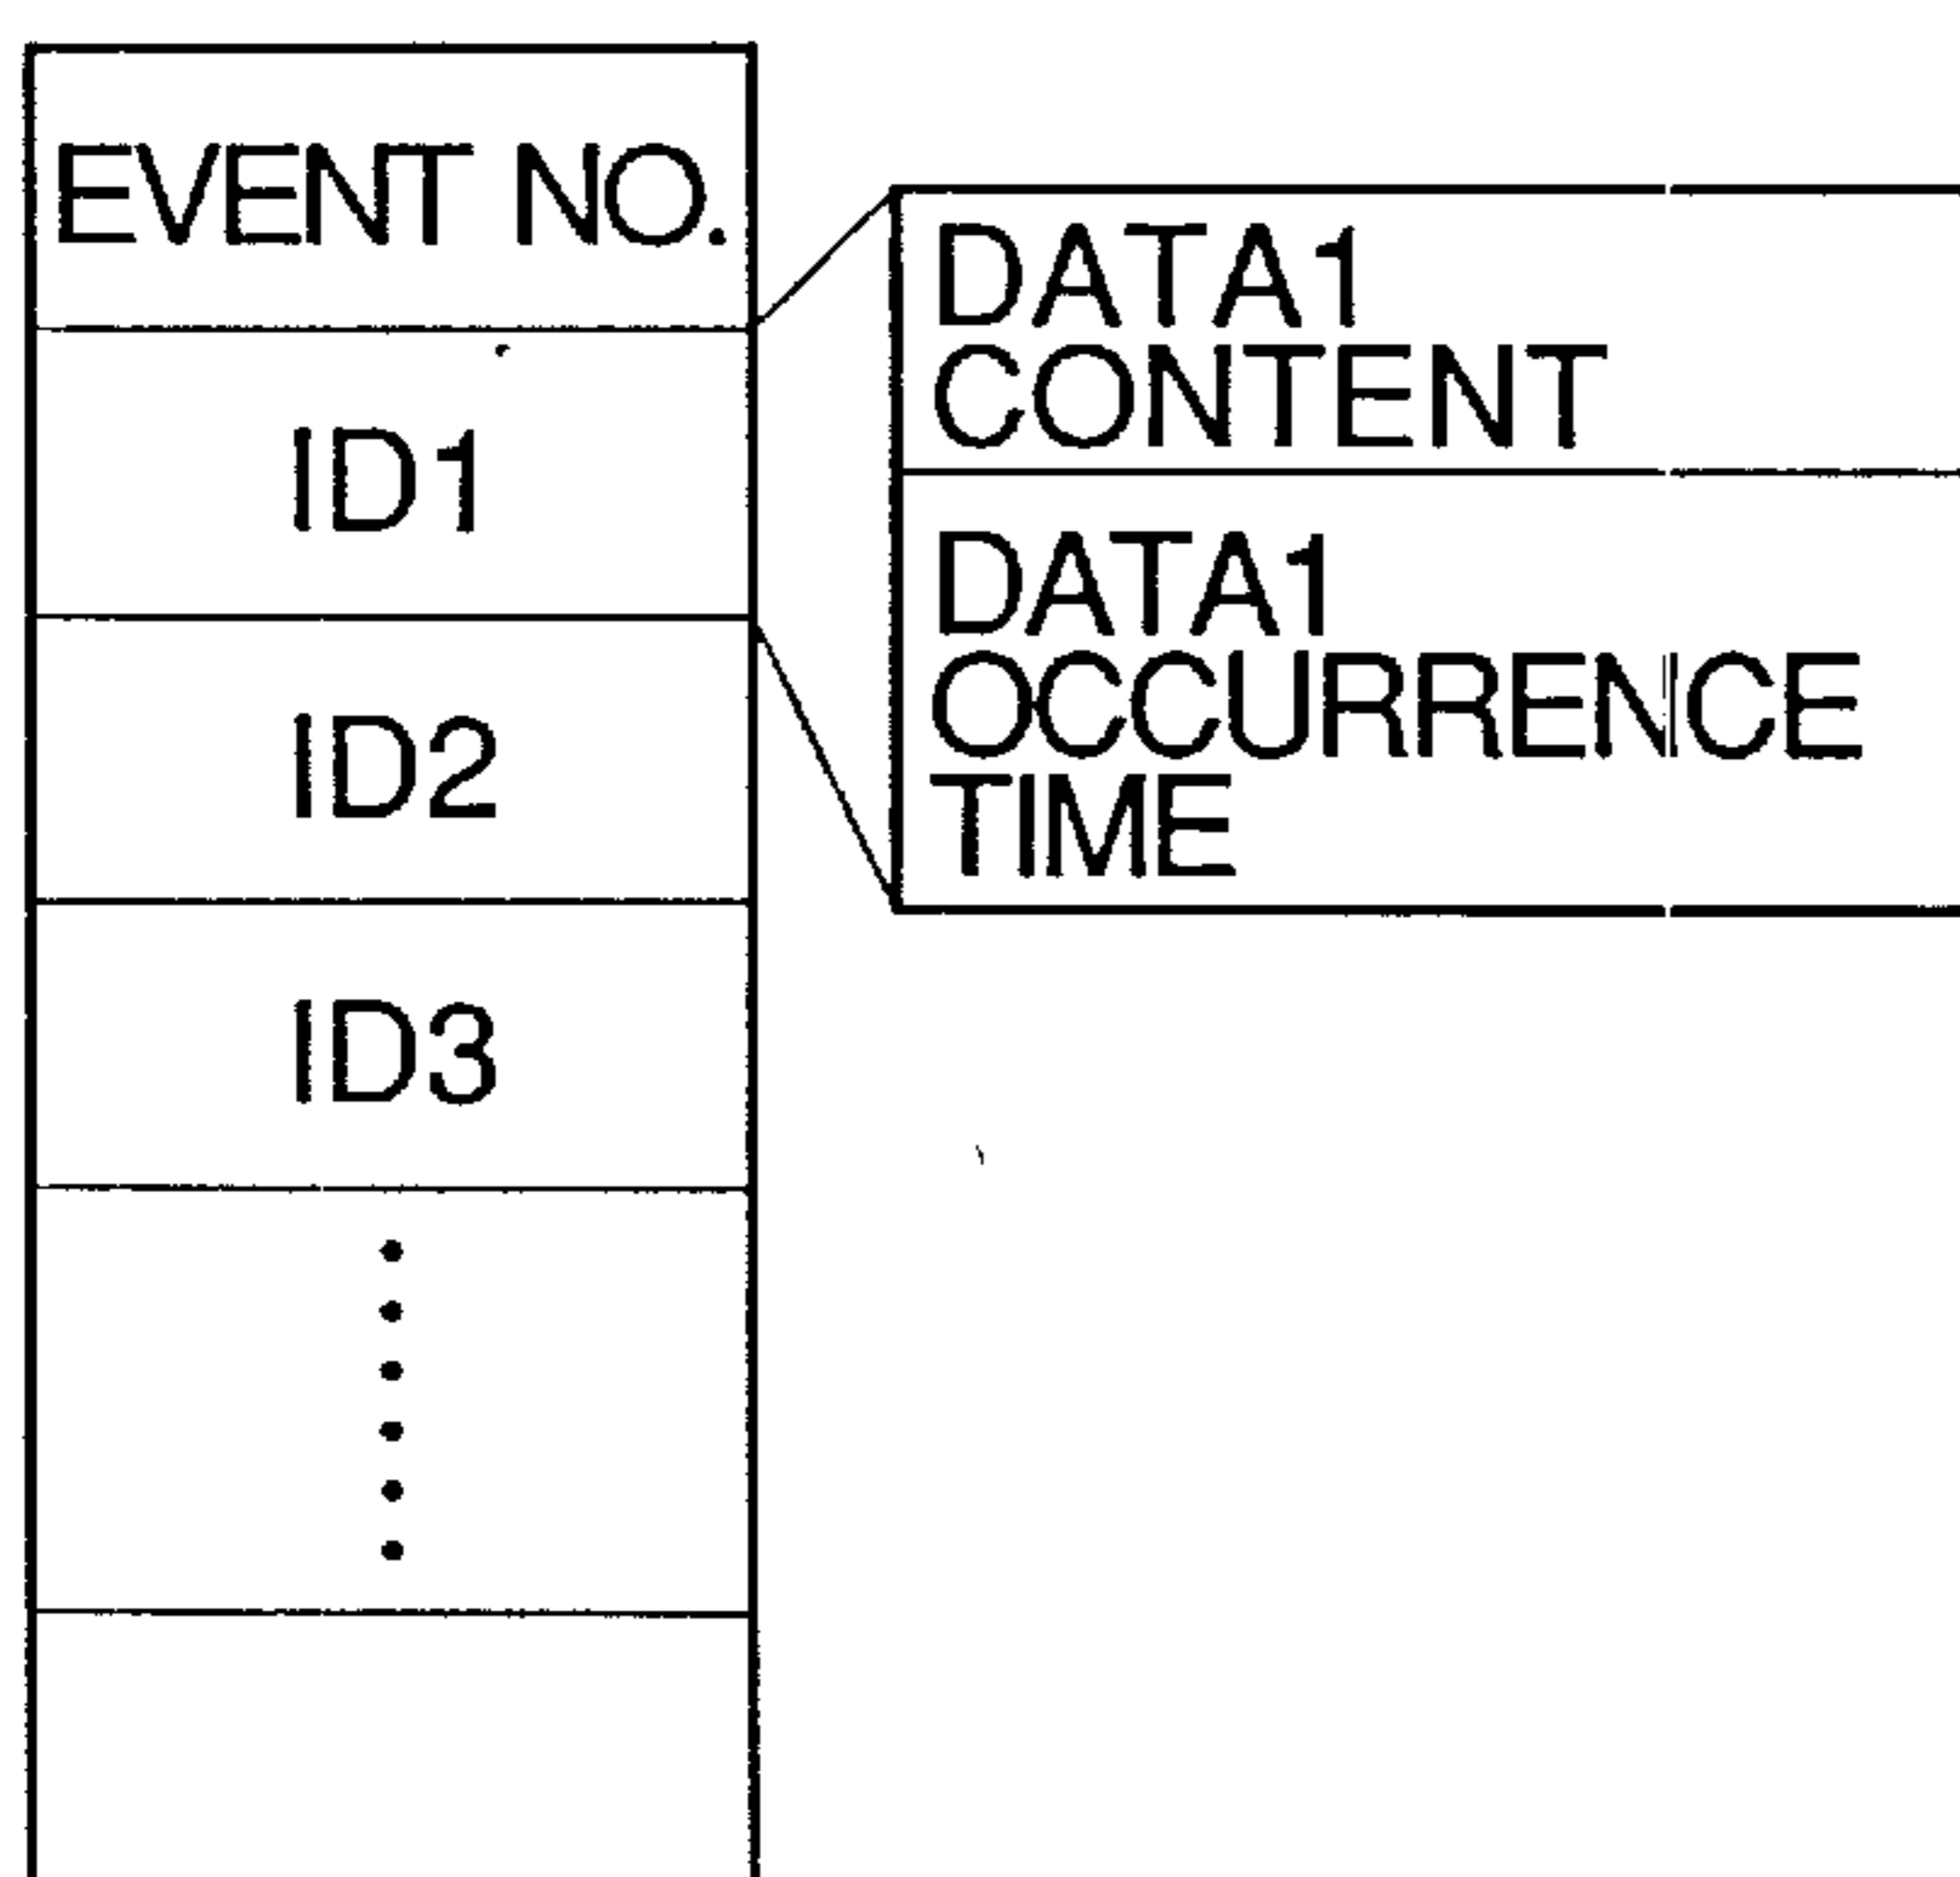 EVENT NO.
ID1
ID2
ID3
DATA1
CONTENT
DATA1
OCCURRENCE
TIME